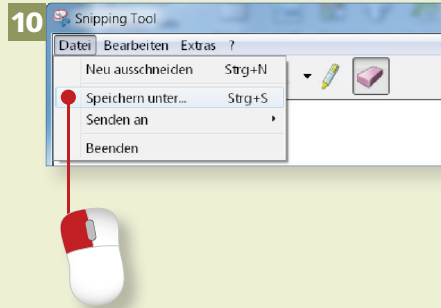 10
Snipping Tool
Datei Bearbeiten Extras ?
Neu ausschneiden Strg+N
Speichern unter... Strg+S
Senden an
Beenden